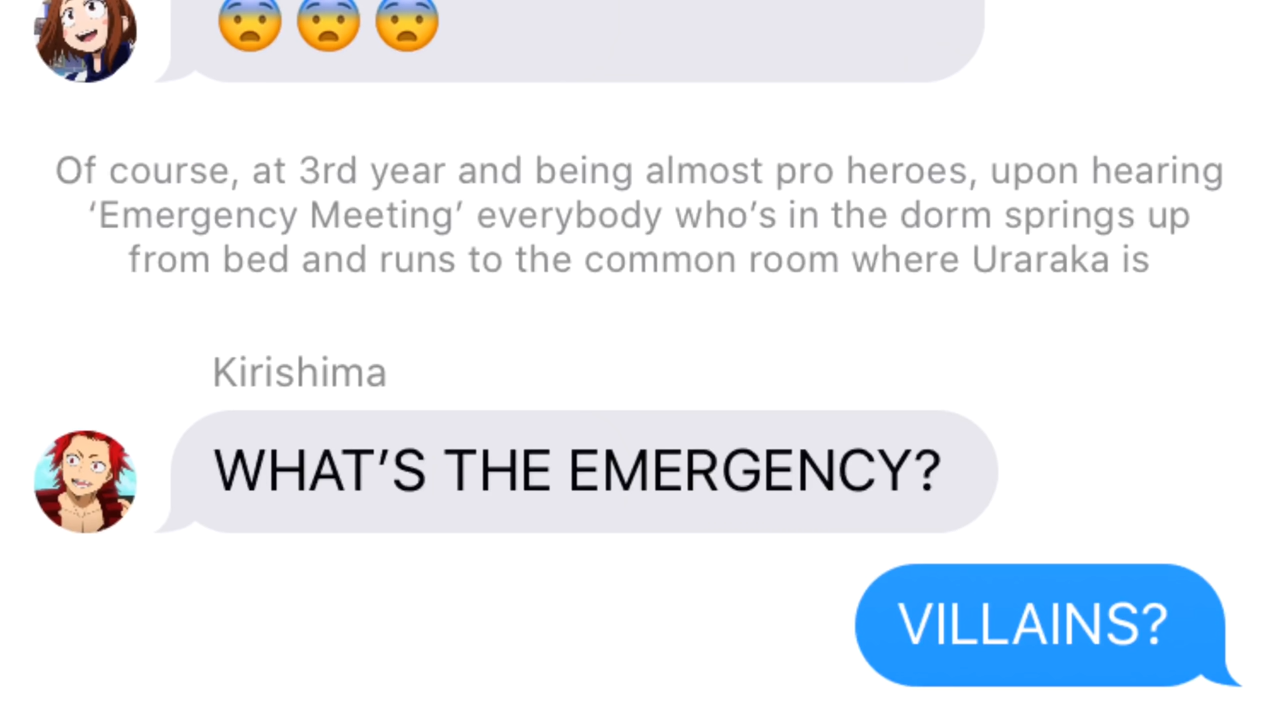 😨😨😨
Of course, at 3rd year and being almost pro heroes, upon hearing
‘Emergency Meeting’ everybody who’s in the dorm springs up
from bed and runs to the common room where Uraraka is
Kirishima
WHAT’S THE EMERGENCY?
VILLAINS?